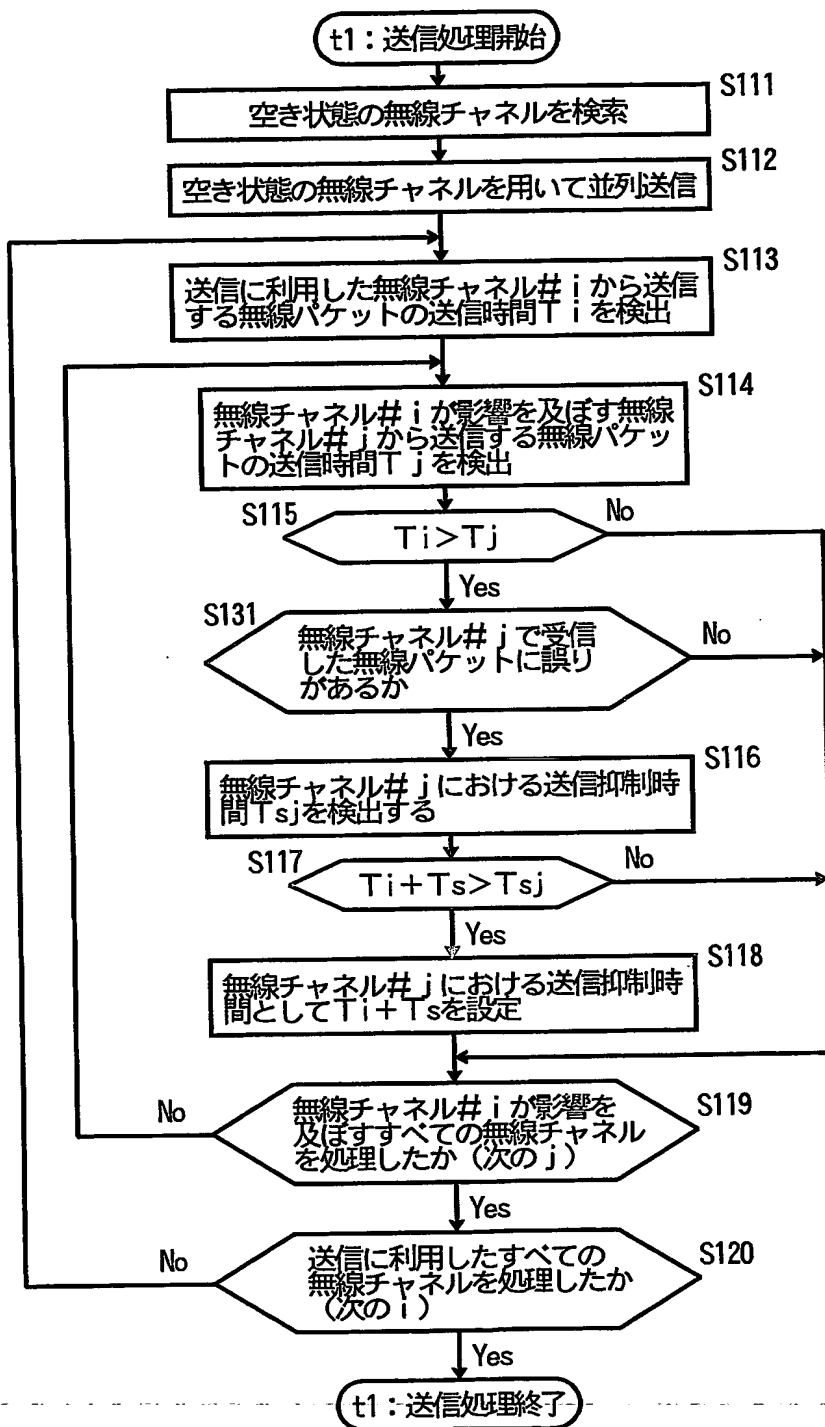 t1：送信処理開始
S111
空き状態の無線チャネルを検索
S112
空き状態の無線チャネルを用いて並列送信
S113
送信に利用した無線チャネル＃ｉから送信
する無線パケットの送信時間Ｔｉを検出
S114
無線チャネル＃ｉが影響を及ぼす無線
チャネル＃ｊから送信する無線パケッ
トの送信時間Ｔｊを検出
S115
Ｔｉ＞Ｔｊ
No
Yes
S131
無線チャネル＃ｊで受信
した無線パケットに誤り
があるか
No
Yes
S116
無線チャネル＃ｊにおける送信抑制時
間Ｔsjを検出する
S117
Ｔｉ＋Ｔs＞Ｔsj
No
Yes
S118
無線チャネル＃ｊにおける送信抑制時
間としてＴｉ＋Ｔsを設定
S119
無線チャネル＃ｉが影響を
及ぼすすべての無線チャネル
を処理したか（次のｊ）
No
Yes
S120
送信に利用したすべての
無線チャネルを処理したか
（次のｉ）
No
Yes
t1：送信処理終了